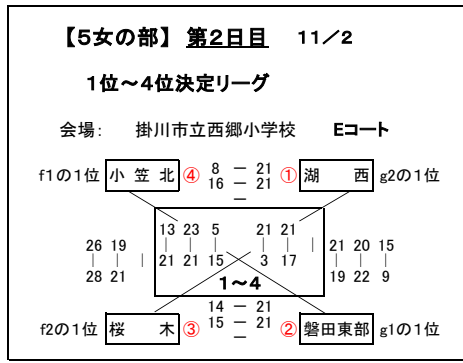 【5女の部】 第2日目 11／2
1位～4位決定リーグ
会場: 掛川市立西郷小学校 Eコート
f1の1位 小笠北 ④ 8 － 21 ① 湖西 g2の1位
16 － 21
－
13 23 5 21 21
26 19 | | | | | | 21 20 15
| | | 21 21 15 3 17 | | |
28 21 19 22 9
1～4
14 － 21
f2の1位 桜木 ③ 15 － 21 ② 磐田東部 g1の1位
－